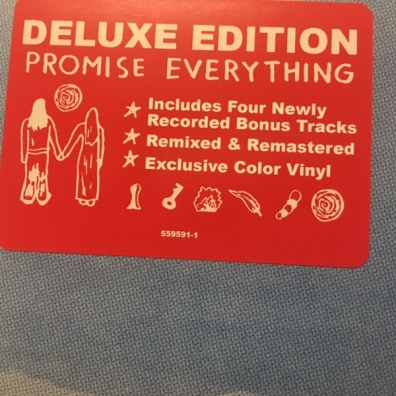 DELUXE EDITION
PROMISE EVERYTHING
Includes Four Newly
Recorded Bonus Tracks
Remixed & Remastered
Exclusive Color Vinyl
559591-1